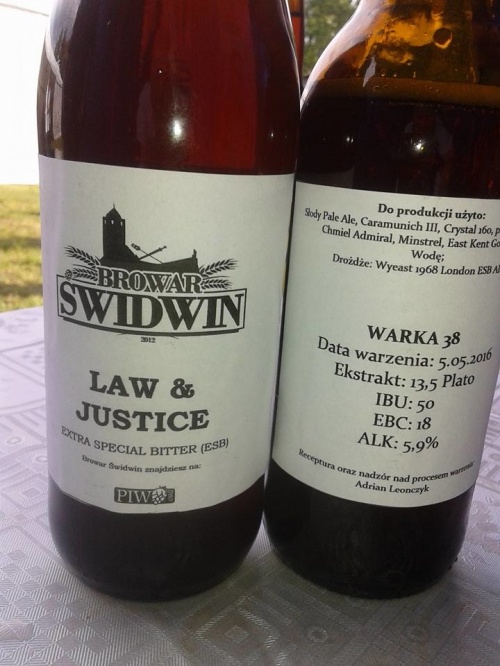 BROWAR
ŚWIDWIN
2012
LAW &
JUSTICE
EXTRA SPECIAL BITTER (ESB)
Browar Świdwin znajdziesz na:
PIWO
Do produkcji użyto:
Słody Pale Ale, Caramunich III, Crystal 160,
Chmiel Admiral, Minstrel, East Kent
Wodę;
Drożdże: Wyeast 1968 London ESB
WARKA 38
Data warzenia: 5.05.2016
Ekstrakt: 13,5 Plato
IBU: 50
EBC: 18
ALK: 5,9%
Receptura oraz nadzór nad procesem warzenia
Adrian Leonczyk